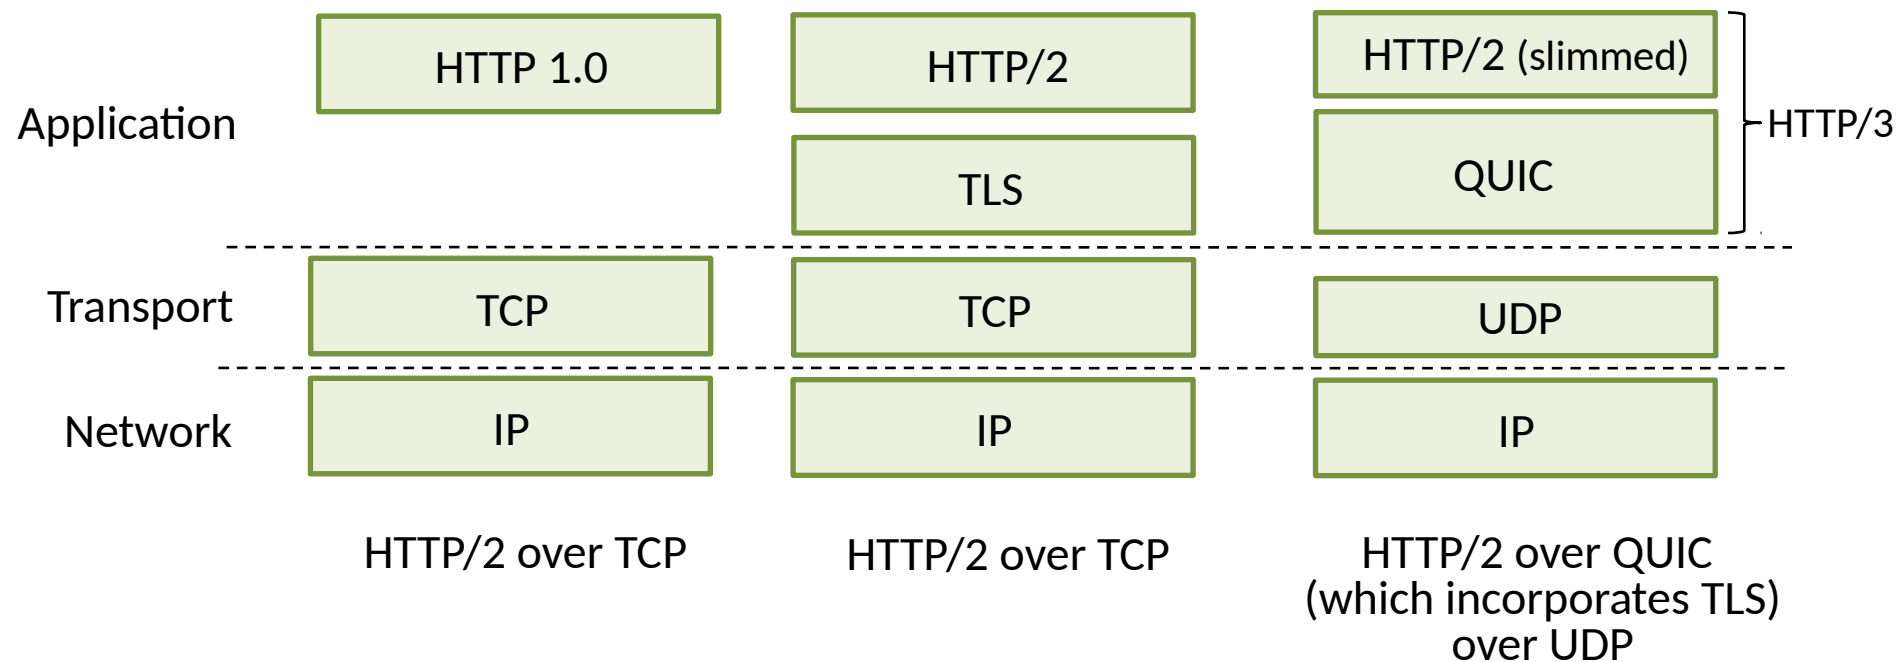 HTTP 1.0
HTTP/2
HTTP/2 (slimmed)
Application
HTTP/3
TLS
QUIC
Transport
TCP
TCP
UDP
Network
IP
IP
IP
HTTP/2 over TCP
HTTP/2 over TCP
HTTP/2 over QUIC
(which incorporates TLS)
over UDP